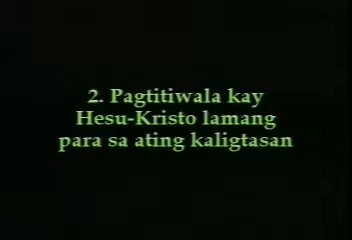 2. Pagtitiwala kay
Hesu-Kristo lamang
para sa ating kaligtasan